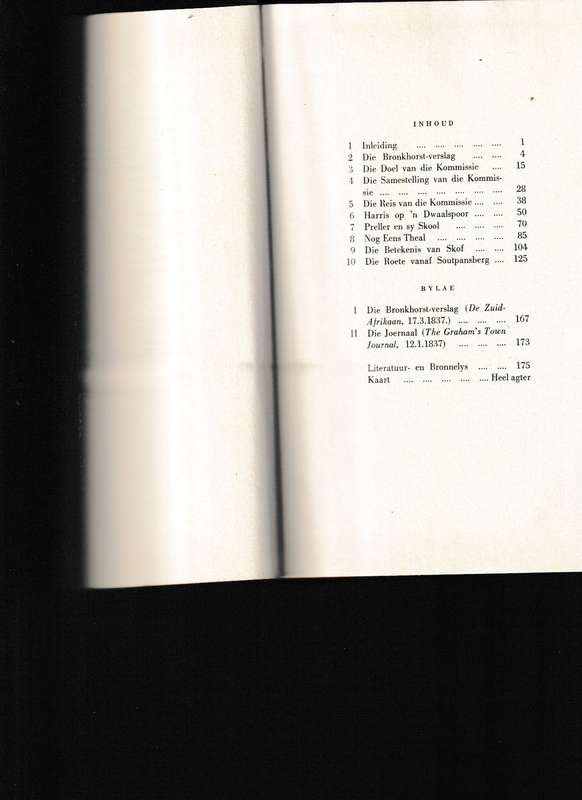 INHOUD
1 Inleiding .... .... .... .... .... 1
2 Die Bronkhorst-verslag .... .... 4
3 Die Doel van die Kommissie .... 15
4 Die Samestelling van die Kommis-
sie .... .... .... .... .... .... .... 28
5 Die Reis van die Kommissie .... .... 38
6 Harris op 'n Dwaalspoor .... .... 50
7 Preller en sy Skool .... .... .... 70
8 Nog Eens Theal .... .... .... .... 85
9 Die Betekenis van Skof .... .... 104
10 Die Roete vanaf Soutpansberg .... 125
BYLAE
I Die Bronkhorst-verslag (De Zuid-
Afrikaan, 17.3.1837.) .... .... .... 167
II Die Joernaal (The Graham's Town
Journal, 12.1.1837) .... .... .... 173
Literatuur- en Bronnelys .... .... 175
Kaart .... .... .... .... .... Heel agter